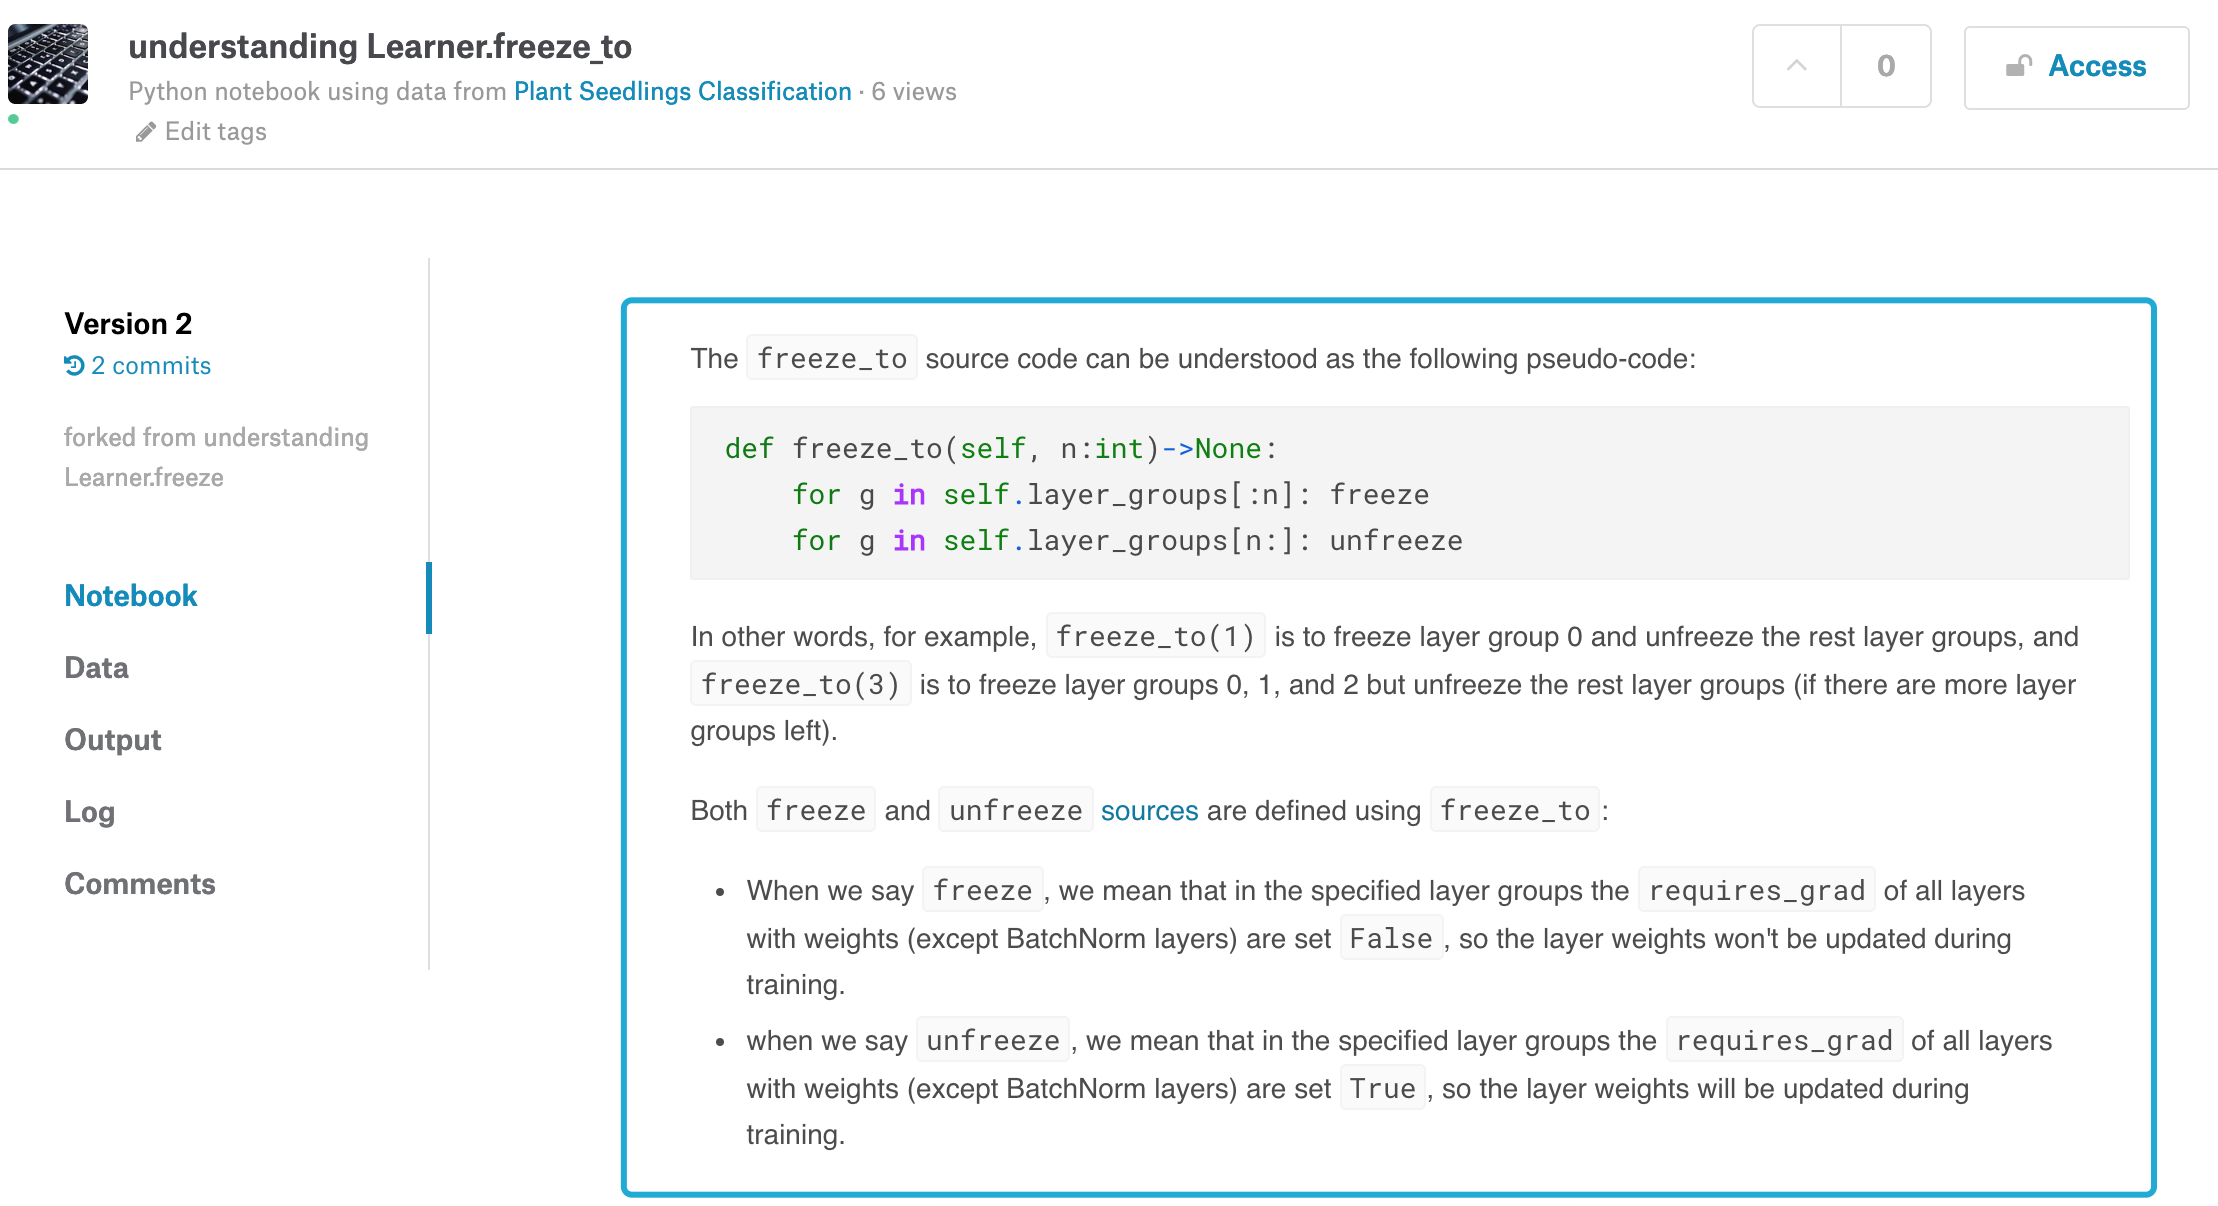 understanding Learner.freeze_to
Python notebook using data from Plant Seedlings Classification · 6 views
Edit tags
0
Access
Version 2
2 commits
forked from understanding
Learner.freeze
Notebook
Data
Output
Log
Comments
The freeze_to source code can be understood as the following pseudo-code:
def freeze_to(self, n:int)->None:
    for g in self.layer_groups[:n]: freeze
    for g in self.layer_groups[n:]: unfreeze
In other words, for example, freeze_to(1) is to freeze layer group 0 and unfreeze the rest layer groups, and
freeze_to(3) is to freeze layer groups 0, 1, and 2 but unfreeze the rest layer groups (if there are more layer
groups left).
Both freeze and unfreeze sources are defined using freeze_to :
• When we say freeze , we mean that in the specified layer groups the requires_grad of all layers
with weights (except BatchNorm layers) are set False , so the layer weights won't be updated during
training.
• when we say unfreeze , we mean that in the specified layer groups the requires_grad of all layers
with weights (except BatchNorm layers) are set True , so the layer weights will be updated during
training.